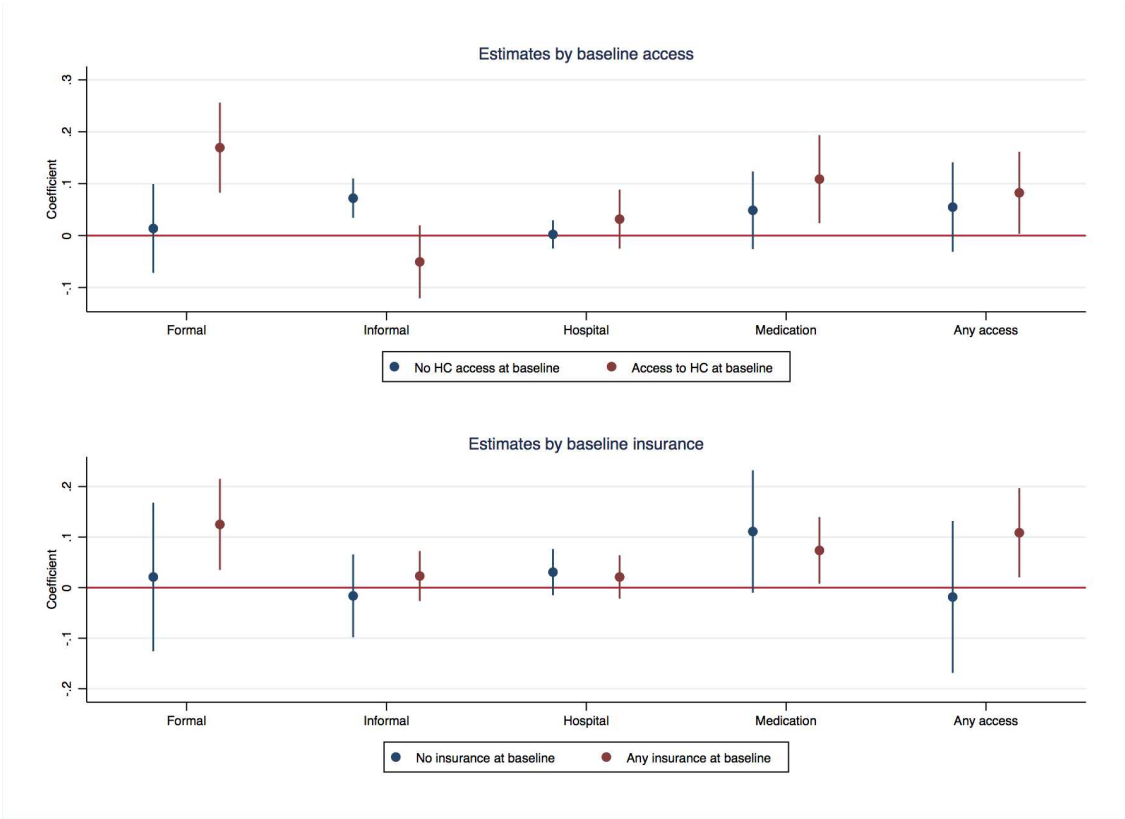 Estimates by baseline access
Coefficient
.3
.2
.1
0
-.1
Formal Informal Hospital Medication Any access
No HC access at baseline Access to HC at baseline
Estimates by baseline insurance
Coefficient
.2
.1
0
-.1
-.2
Formal Informal Hospital Medication Any access
No insurance at baseline Any insurance at baseline